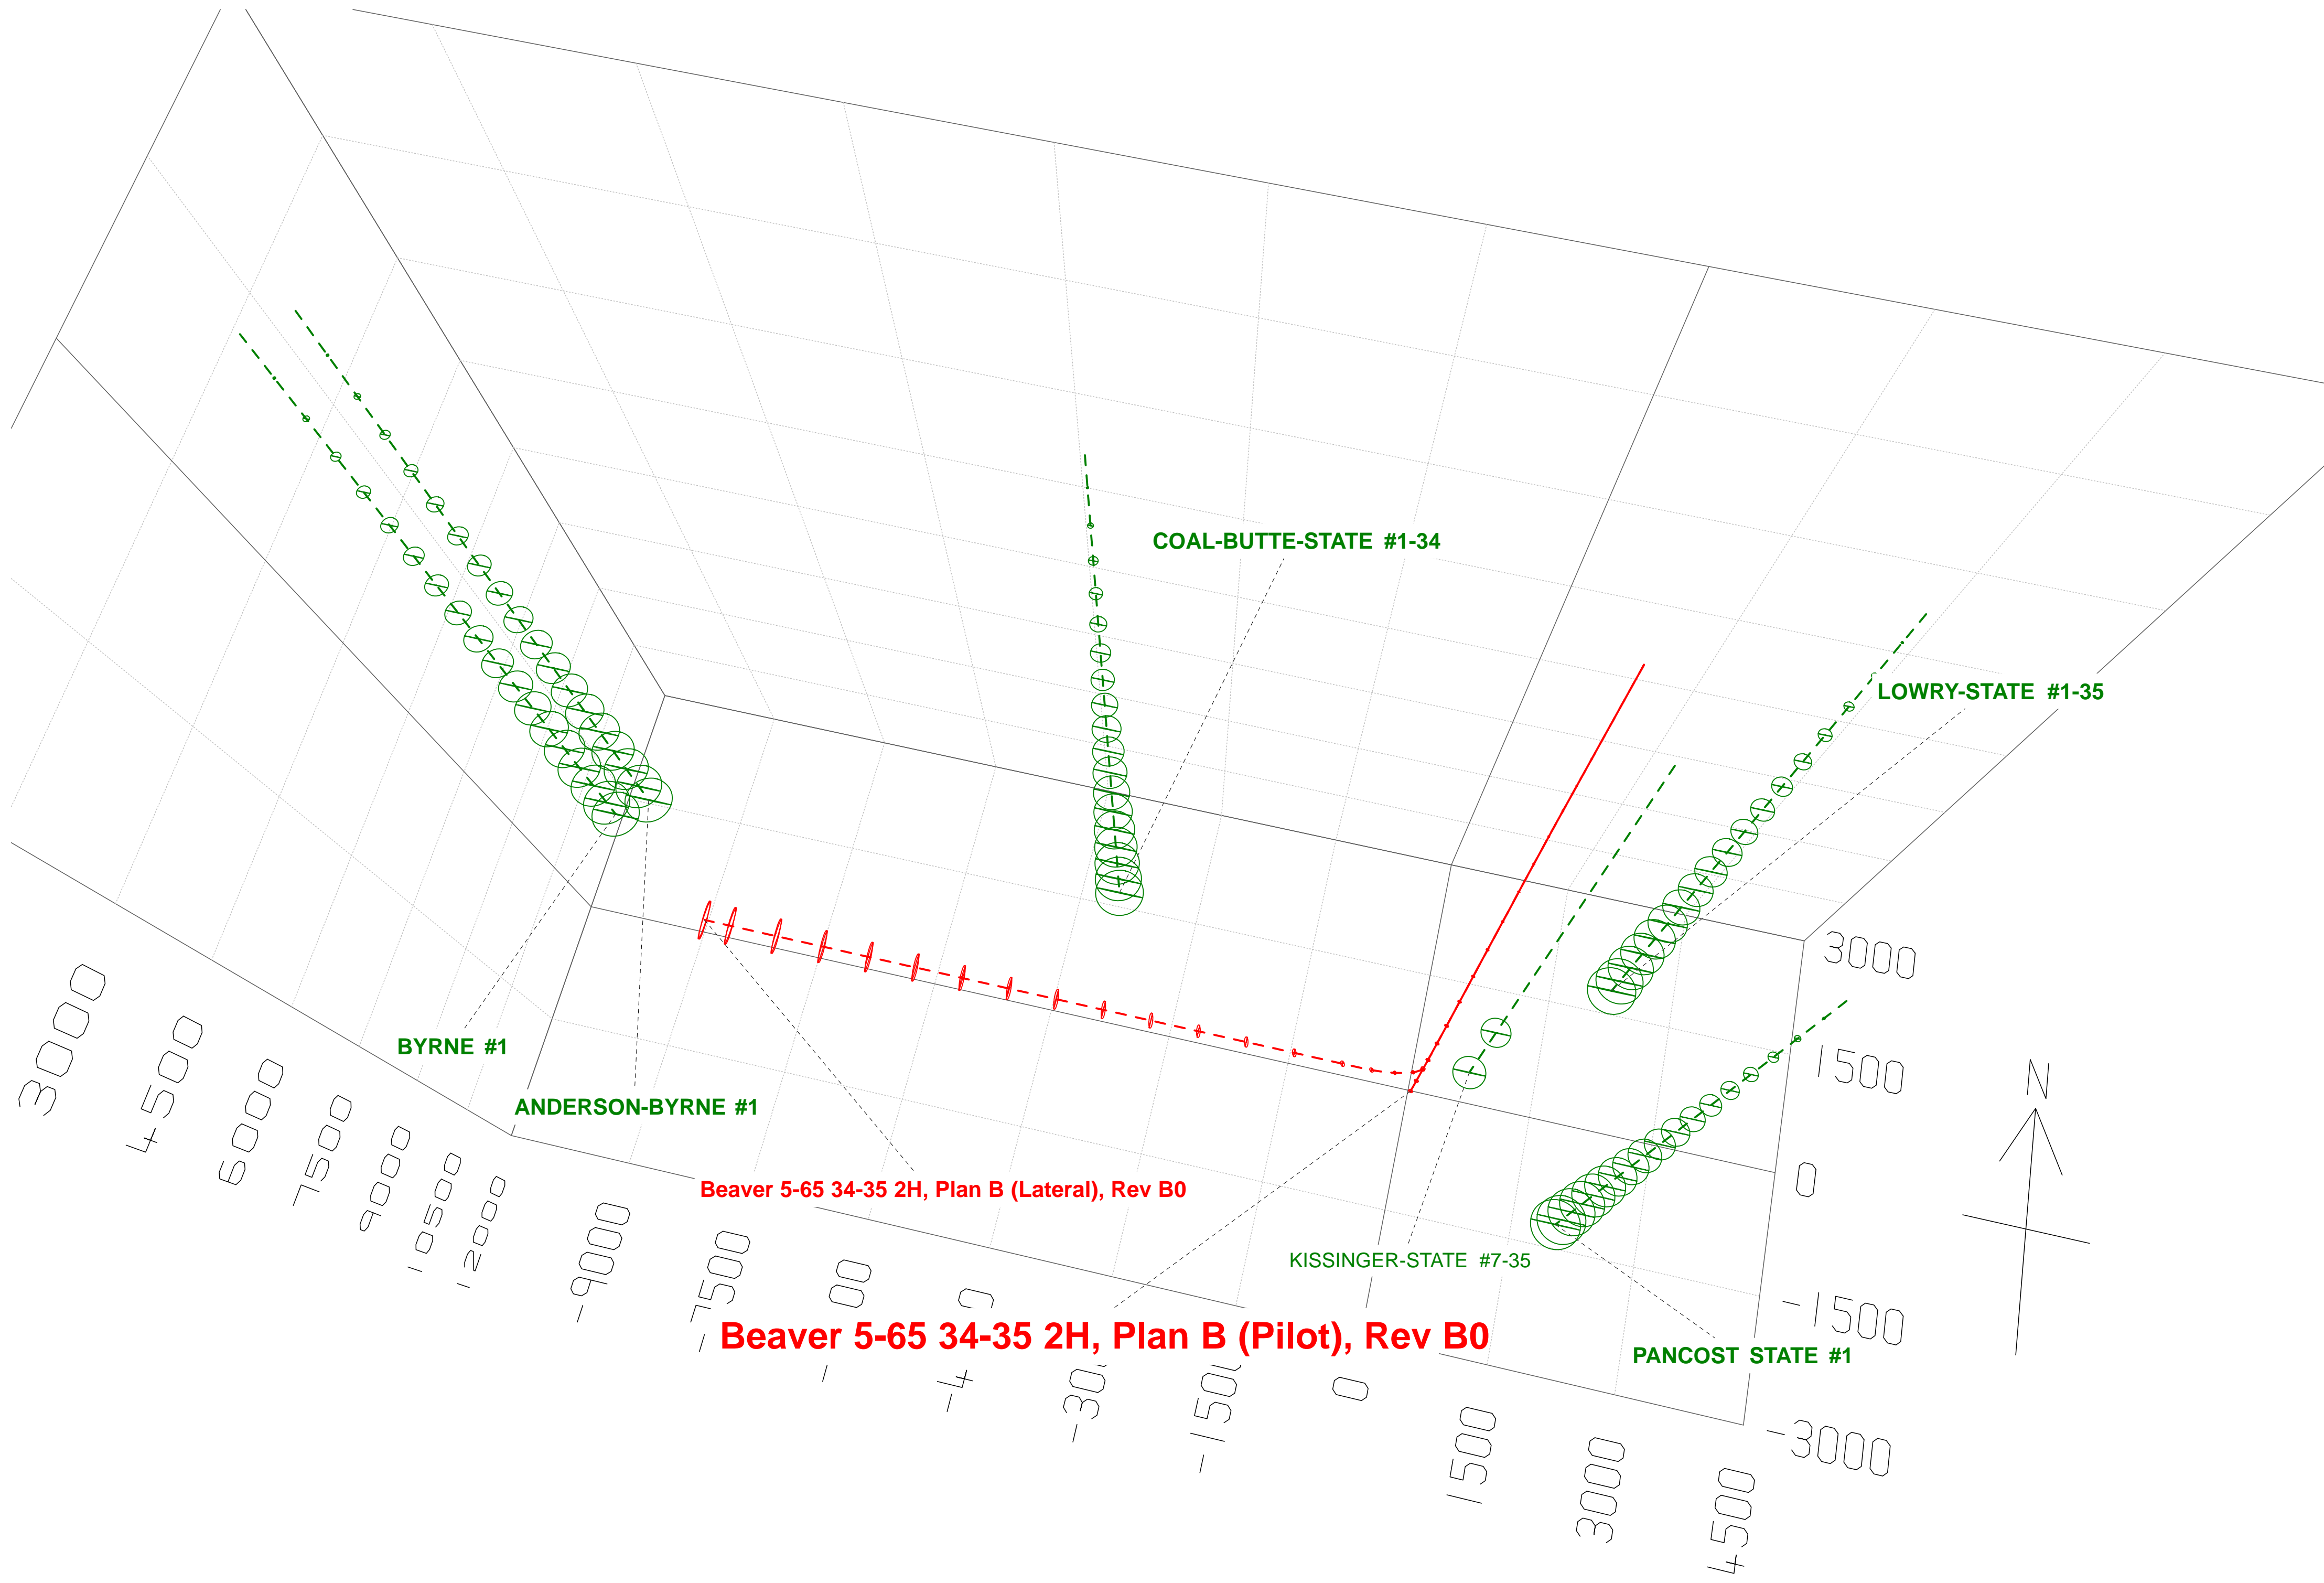 COAL-BUTTE-STATE #1-34
LOWRY-STATE #1-35
3000
3000
4500
1500
6000
BYRNE #1
7500
N
9000
ANDERSON-BYRNE #1
10500
12000
0
Beaver 5-65 34-35 2H, Plan B (Lateral), Rev B0
-9000
-7500
KISSINGER-STATE #7-35
-1500
Beaver 5-65 34-35 2H, Plan B (Pilot), Rev B0
PANCOST STATE #1
-1500
0
1500
-3000
3000
4500